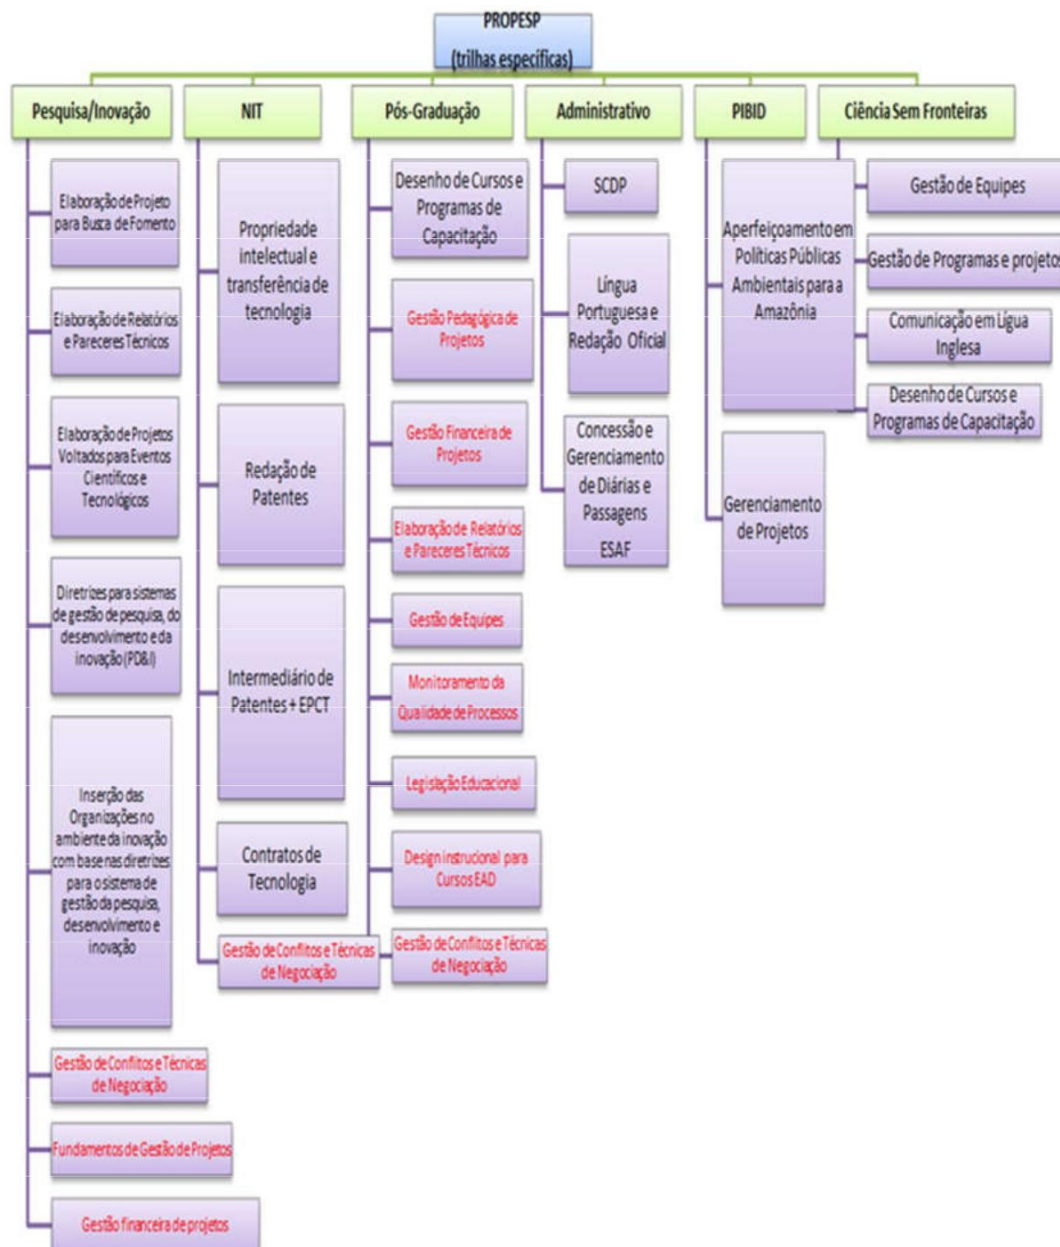 PROPESP
(trilhas específicas)
Pesquisa/Inovação
Elaboração de Projeto
para Busca de Fomento
Elaboração de Relatórios
e Pareceres Técnicos
Elaboração de Projetos
Voltados para Eventos
Científicos e
Tecnológicos
Diretrizes para sistemas
de gestão de pesquisa, do
desenvolvimento e da
inovação (PD&I)
Inserção das
Organizações no
ambiente da inovação
com base nas diretrizes
para o sistema de
gestão da pesquisa,
desenvolvimento e
inovação
Gestão de Conflitos e Técnicas
de Negociação
Fundamentos de Gestão de Projetos
Gestão financeira de projetos
NIT
Propriedade
intelectual e
transferência de
tecnologia
Redação de
Patentes
Intermediário de
Patentes + EPCT
Contratos de
Tecnologia
Gestão de Conflitos e Técnicas
de Negociação
Pós-Graduação
Desenho de Cursos e
Programas de
Capacitação
Gestão Pedagógica de
Projetos
Gestão Financeira de
Projetos
Elaboração de Relatórios
e Pareceres Técnicos
Gestão de Equipes
Monitoramento da
Qualidade de Processos
Legislação Educacional
Design instrucional para
Cursos EAD
Gestão de Conflitos e Técnicas
de Negociação
Administrativo
SCDP
Língua
Portuguesa e
Redação Oficial
Concessão e
Gerenciamento
de Diárias e
Passagens
ESAF
PIBID
Aperfeiçoamento em
Políticas Públicas
Ambientais para a
Amazônia
Gerenciamento
de Projetos
Ciência Sem Fronteiras
Gestão de Equipes
Gestão de Programas e projetos
Comunicação em Lígua
Inglesa
Desenho de Cursos e
Programas de Capacitação